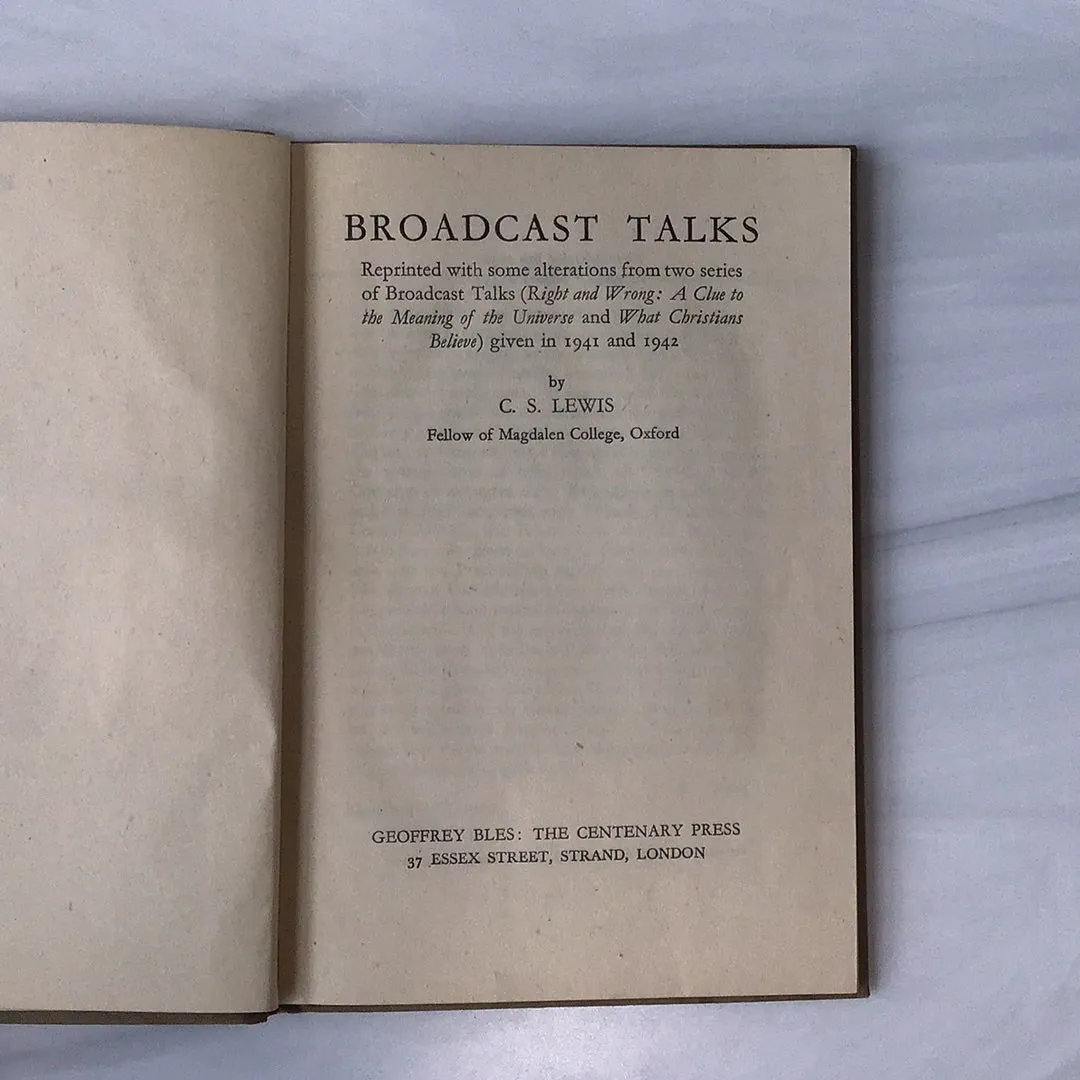 BROADCAST TALKS
Reprinted with some alterations from two series
of Broadcast Talks (Right and Wrong: A Clue to
the Meaning of the Universe and What Christians
Believe) given in 1941 and 1942
by
C. S. LEWIS
Fellow of Magdalen College, Oxford
GEOFFREY BLES: THE CENTENARY PRESS
37 ESSEX STREET, STRAND, LONDON